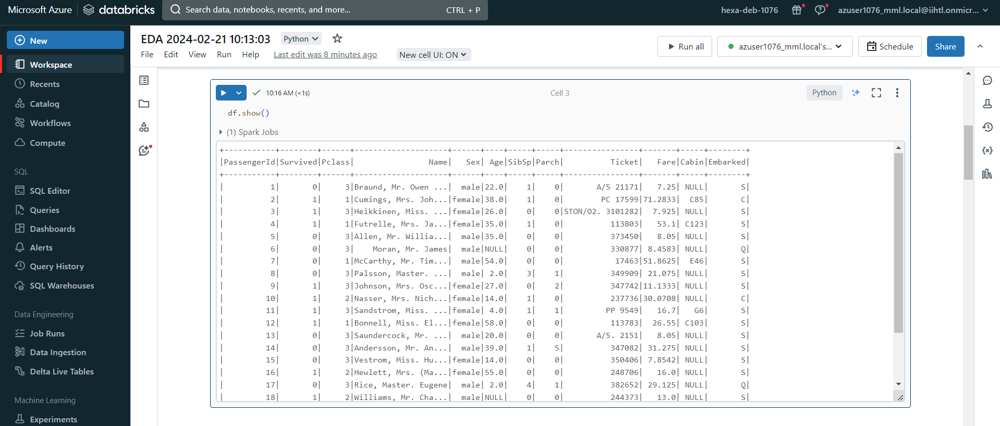 Microsoft Azure databricks Search data, notebooks, recents, and more... CTRL + P hexa-deb-1076 azuser1076_mml.local@iihtl.onmicr...
New
Workspace
Recents
Catalog
Workflows
Compute
SQL
SQL Editor
Queries
Dashboards
Alerts
Query History
SQL Warehouses
Data Engineering
Job Runs
Data Ingestion
Delta Live Tables
Machine Learning
Experiments
EDA 2024-02-21 10:13:03 Python
File Edit View Run Help Last edit was 8 minutes ago New cell UI: ON
Run all azuser1076_mml.local's... Schedule Share
10:16 AM (<1s) Cell 3 Python
df.show()
(1) Spark Jobs
+-----------+--------+------+--------------------+------+----+-----+-----+----------------+-------+-----+--------+
|PassengerId|Survived|Pclass|                Name|   Sex| Age|SibSp|Parch|          Ticket|   Fare|Cabin|Embarked|
+-----------+--------+------+--------------------+------+----+-----+-----+----------------+-------+-----+--------+
|          1|       0|     3|Braund, Mr. Owen ...|  male|22.0|    1|    0|       A/5 21171|   7.25| NULL|       S|
|          2|       1|     1|Cumings, Mrs. Joh...|female|38.0|    1|    0|        PC 17599|71.2833|  C85|       C|
|          3|       1|     3|Heikkinen, Miss. ...|female|26.0|    0|    0|STON/O2. 3101282|  7.925| NULL|       S|
|          4|       1|     1|Futrelle, Mrs. Ja...|female|35.0|    1|    0|          113803|   53.1| C123|       S|
|          5|       0|     3|Allen, Mr. Willia...|  male|35.0|    0|    0|          373450|   8.05| NULL|       S|
|          6|       0|     3|    Moran, Mr. James|  male|NULL|    0|    0|          330877| 8.4583| NULL|       Q|
|          7|       0|     1|McCarthy, Mr. Tim...|  male|54.0|    0|    0|           17463|51.8625|  E46|       S|
|          8|       0|     3|Palsson, Master. ...|  male| 2.0|    3|    1|          349909| 21.075| NULL|       S|
|          9|       1|     3|Johnson, Mrs. Osc...|female|27.0|    0|    2|          347742|11.1333| NULL|       S|
|         10|       1|     2|Nasser, Mrs. Nich...|female|14.0|    1|    0|          237736|30.0708| NULL|       C|
|         11|       1|     3|Sandstrom, Miss. ...|female| 4.0|    1|    1|         PP 9549|   16.7|   G6|       S|
|         12|       1|     1|Bonnell, Miss. El...|female|58.0|    0|    0|          113783|  26.55| C103|       S|
|         13|       0|     3|Saundercock, Mr. ...|  male|20.0|    0|    0|       A/5. 2151|   8.05| NULL|       S|
|         14|       0|     3|Andersson, Mr. An...|  male|39.0|    1|    5|          347082| 31.275| NULL|       S|
|         15|       0|     3|Vestrom, Miss. Hu...|female|14.0|    0|    0|          350406| 7.8542| NULL|       S|
|         16|       1|     2|Hewlett, Mrs. (Ma...|female|55.0|    0|    0|          248706|   16.0| NULL|       S|
|         17|       0|     3|Rice, Master. Eugene|  male| 2.0|    4|    1|          382652| 29.125| NULL|       Q|
|         18|       1|     2|Williams, Mr. Cha...|  male|NULL|    0|    0|          244373|   13.0| NULL|       S|